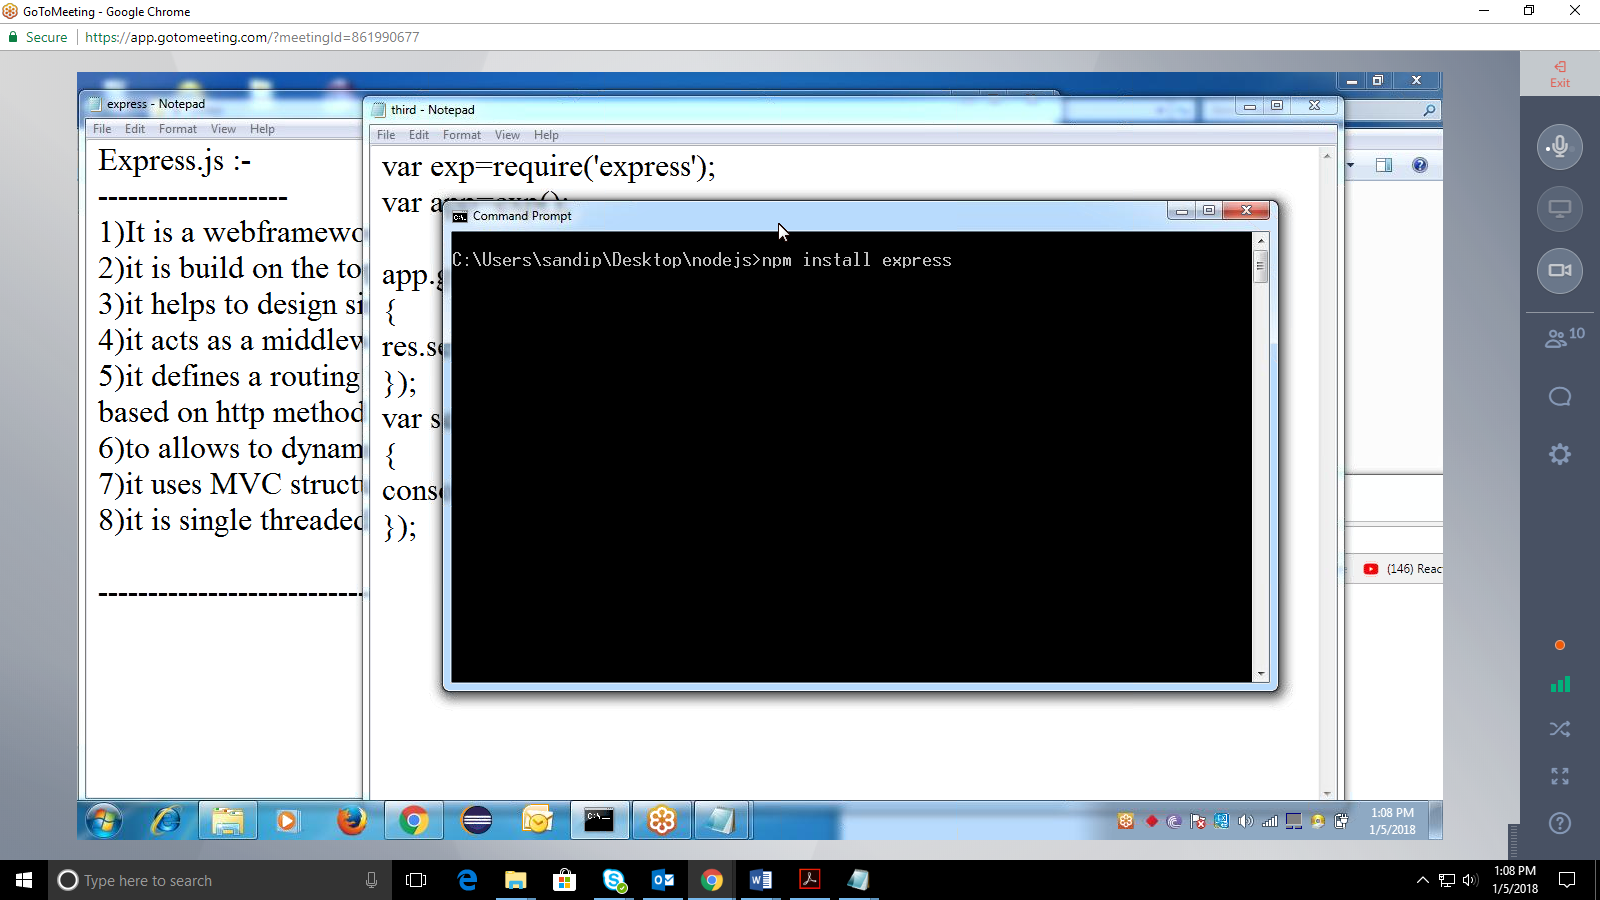 GoToMeeting - Google Chrome
Secure
https://app.gotomeeting.com/?meetingId=861990677
Exit
express - Notepad
File Edit Format View Help
Express.js :-
-------------------
1)It is a webframewo
2)it is build on the to
3)it helps to design si
4)it acts as a middlew
5)it defines a routing
based on http method
6)to allows to dynam
7)it uses MVC struct
8)it is single threaded
---------------------------
third - Notepad
File Edit Format View Help
var exp=require('express');
var app=exp();
app.g
{
res.se
});
var s
{
conso
});
Command Prompt
C:\Users\sandip\Desktop\nodejs>npm install express
10
(146) Reac
1:08 PM
1/5/2018
Type here to search
1:08 PM
1/5/2018